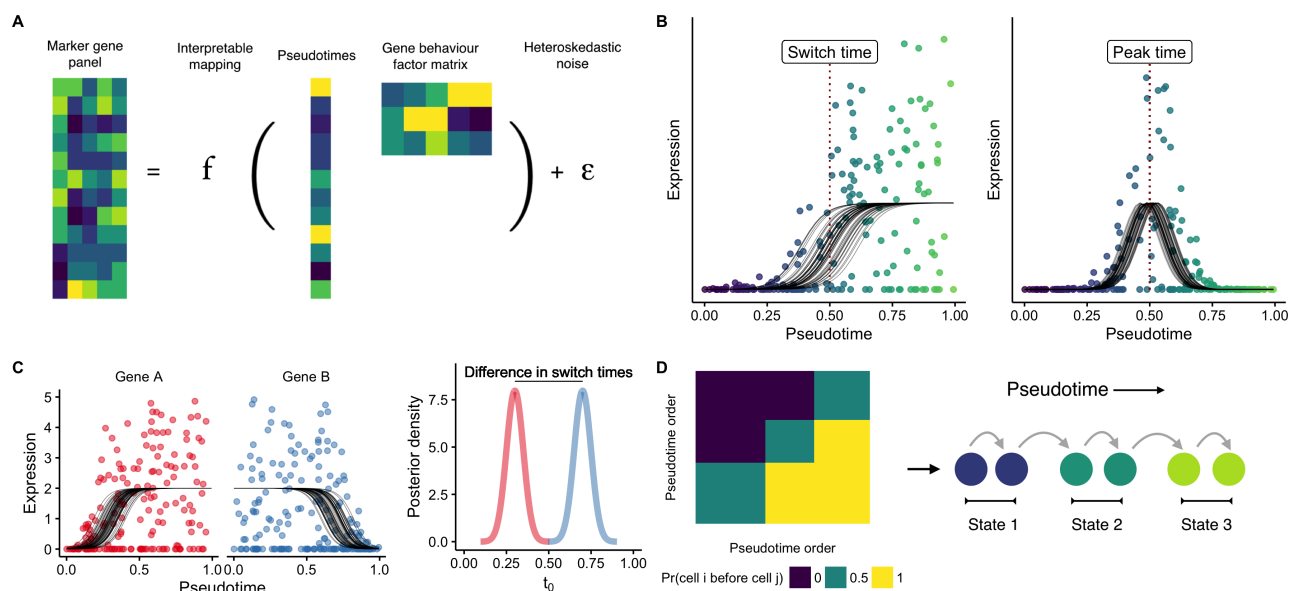 A
Marker gene
panel
Interpretable
mapping
Pseudotimes
Gene behaviour
factor matrix
Heteroskedastic
noise
=
f
(
)
+ ε
B
Switch time
Expression
0.00 0.25 0.50 0.75 1.00
Pseudotime
Peak time
Expression
0.00 0.25 0.50 0.75 1.00
Pseudotime
C
Gene A
Gene B
Expression
5
4
3
2
1
0
0.0 0.5 1.0
0.0 0.5 1.0
Pseudotime
Difference in switch times
Posterior density
7.5
5.0
2.5
0.0
0.00 0.25 0.50 0.75 1.00
t0
D
Pseudotime order
Pseudotime order
Pr(cell i before cell j) 0 0.5 1
Pseudotime
State 1
State 2
State 3